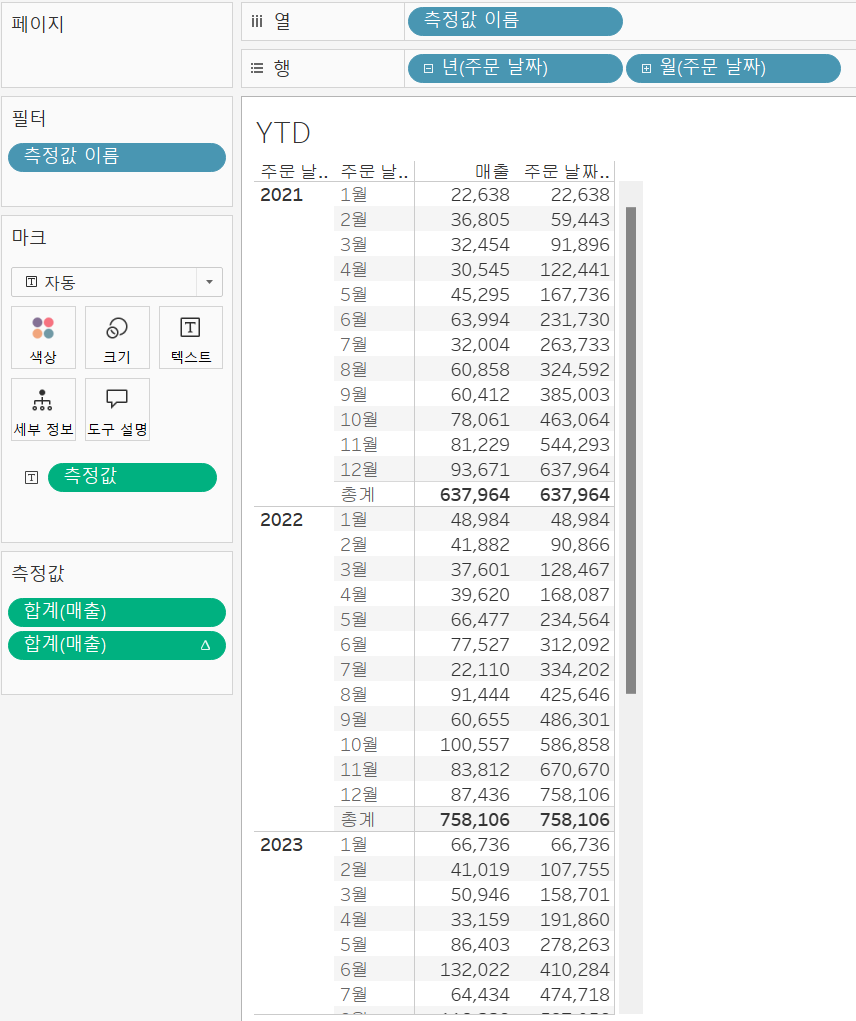 페이지
iii 열
측정값 이름
행
년(주문 날짜)
월(주문 날짜)
필터
측정값 이름
마크
자동
색상
크기
텍스트
세부 정보
도구 설명
측정값
측정값
합계(매출)
합계(매출) Δ
YTD
주문 날.. 주문 날.. 매출 주문 날짜..
2021 1월 22,638 22,638
2월 36,805 59,443
3월 32,454 91,896
4월 30,545 122,441
5월 45,295 167,736
6월 63,994 231,730
7월 32,004 263,733
8월 60,858 324,592
9월 60,412 385,003
10월 78,061 463,064
11월 81,229 544,293
12월 93,671 637,964
총계 637,964 637,964
2022 1월 48,984 48,984
2월 41,882 90,866
3월 37,601 128,467
4월 39,620 168,087
5월 66,477 234,564
6월 77,527 312,092
7월 22,110 334,202
8월 91,444 425,646
9월 60,655 486,301
10월 100,557 586,858
11월 83,812 670,670
12월 87,436 758,106
총계 758,106 758,106
2023 1월 66,736 66,736
2월 41,019 107,755
3월 50,946 158,701
4월 33,159 191,860
5월 86,403 278,263
6월 132,022 410,284
7월 64,434 474,718